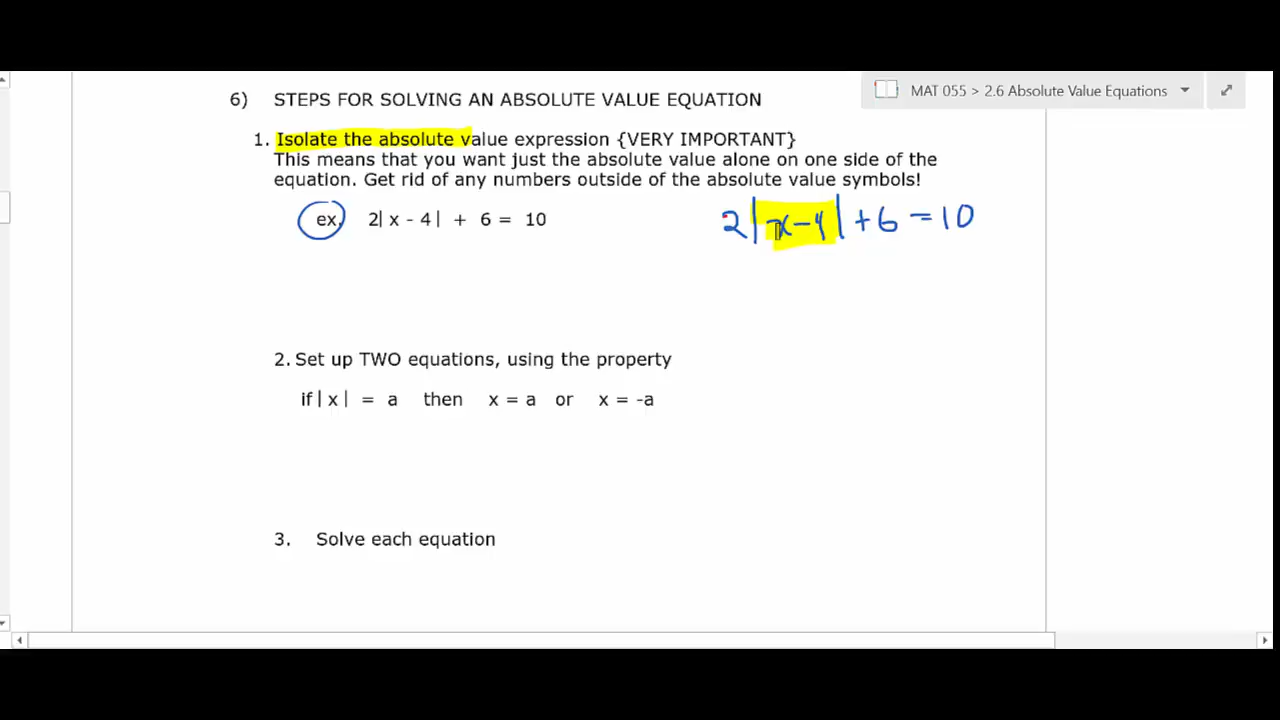 MAT 055 > 2.6 Absolute Value Equations
6) STEPS FOR SOLVING AN ABSOLUTE VALUE EQUATION
1. Isolate the absolute value expression {VERY IMPORTANT}
This means that you want just the absolute value alone on one side of the
equation. Get rid of any numbers outside of the absolute value symbols!
ex. 2| x - 4| + 6 = 10
2|x-4|+6=10
2. Set up TWO equations, using the property
if | x | = a then x = a or x = -a
3. Solve each equation